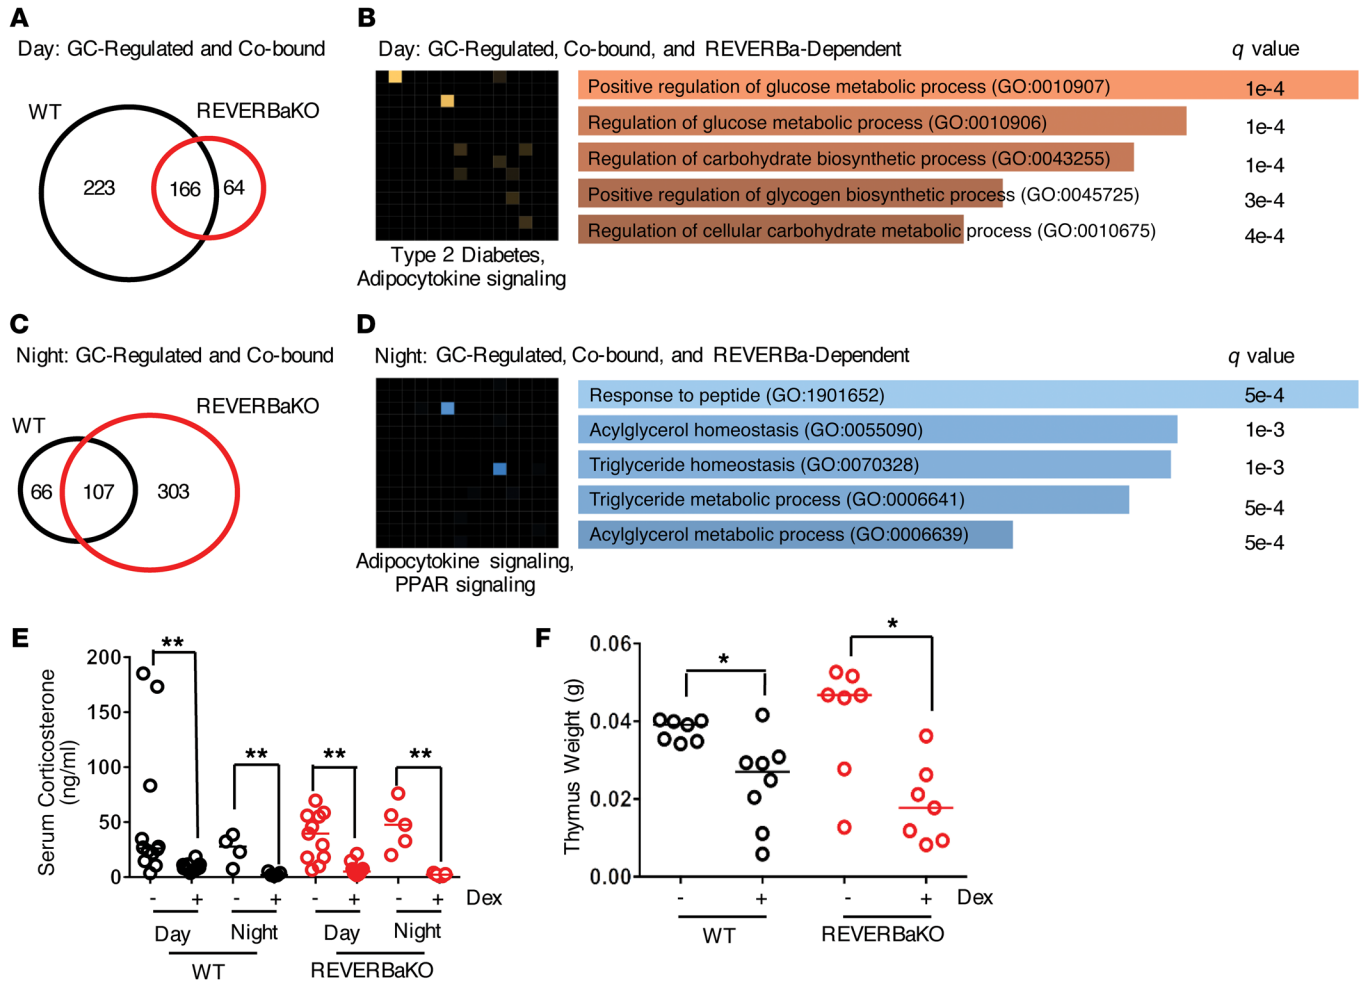 A
Day: GC-Regulated and Co-bound
WT
REVERBaKO
223
166
64
B
Day: GC-Regulated, Co-bound, and REVERBa-Dependent
q value
Positive regulation of glucose metabolic process (GO:0010907)
1e-4
Regulation of glucose metabolic process (GO:0010906)
1e-4
Regulation of carbohydrate biosynthetic process (GO:0043255)
1e-4
Positive regulation of glycogen biosynthetic process (GO:0045725)
3e-4
Regulation of cellular carbohydrate metabolic process (GO:0010675)
4e-4
Type 2 Diabetes,
Adipocytokine signaling
C
Night: GC-Regulated and Co-bound
WT
REVERBaKO
66
107
303
D
Night: GC-Regulated, Co-bound, and REVERBa-Dependent
q value
Response to peptide (GO:1901652)
5e-4
Acylglycerol homeostasis (GO:0055090)
1e-3
Triglyceride homeostasis (GO:0070328)
1e-3
Triglyceride metabolic process (GO:0006641)
5e-4
Acylglycerol metabolic process (GO:0006639)
5e-4
Adipocytokine signaling,
PPAR signaling
E
Serum Corticosterone
(ng/ml)
200
150
100
50
0
**
**
**
**
- + - + - + - + Dex
Day Night Day Night
WT REVERBaKO
F
Thymus Weight (g)
0.06
0.04
0.02
0.00
*
*
- + - + Dex
WT REVERBaKO